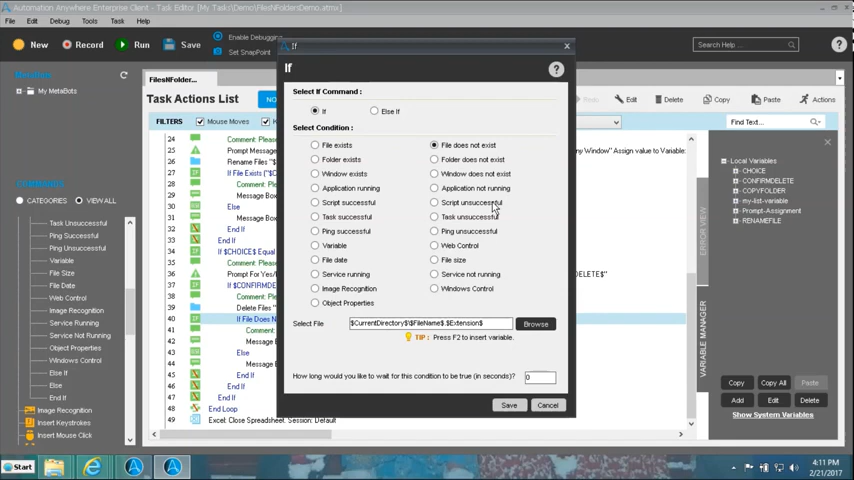 Automation Anywhere Enterprise Client - Task Editor [My Tasks\Demo\FilesNFoldersDemo.atmx]
File Edit Debug Tools Task Help
New Record Run Save
Enable Debugging
Set SnapPoint
Search Help ...
MetaBots
My MetaBots
FilesNFolder...
Task Actions List
Edit Delete Copy Paste Actions
FILTERS Mouse Moves
Find Text...
COMMANDS
CATEGORIES VIEW ALL
Task Unsuccessful
Ping Successful
Ping Unsuccessful
Variable
File Size
File Date
Web Control
Image Recognition
Service Running
Service Not Running
Object Properties
Windows Control
Else If
Else
End If
Image Recognition
Insert Keystrokes
Insert Mouse Click
24 Comment: Please
25 Prompt Message
26 Rename Files "
27 If File Exists ("
28 Comment: Pleas
29 Message Box
30 Else
31 Message Box
32 End If
33 End If
34 If $CHOICE$ Equal
35 Comment: Please
36 Prompt For Yes/
37 If $CONFIRMDEL
38 Comment: Pleas
39 Delete Files "
40 If File Does N
41 Comment:
42 Message
43 Else
44 Message
45 End If
46 Else
47 End If
48 End If
49 End Loop
Excel: Close Spreadsheet. Session: Default
my Window" Assign value to Variable:
If
If
Select If Command :
If Else If
Select Condition :
File exists File does not exist
Folder exists Folder does not exist
Window exists Window does not exist
Application running Application not running
Script successful Script unsuccessful
Task successful Task unsuccessful
Ping successful Ping unsuccessful
Variable Web Control
File date File size
Service running Service not running
Image Recognition Windows Control
Object Properties
Select File $CurrentDirectory$\$FileName$.$Extension$ Browse
TIP : Press F2 to insert variable.
How long would you like to wait for this condition to be true (in seconds)? 0
Save Cancel
ERROR VIEW
VARIABLE MANAGER
Local Variables
CHOICE
CONFIRMDELETE
COPYFOLDER
my-list-variable
Prompt-Assignment
RENAMEFILE
Copy Copy All Paste
Add Edit Delete
Show System Variables
Start
4:11 PM
2/21/2017